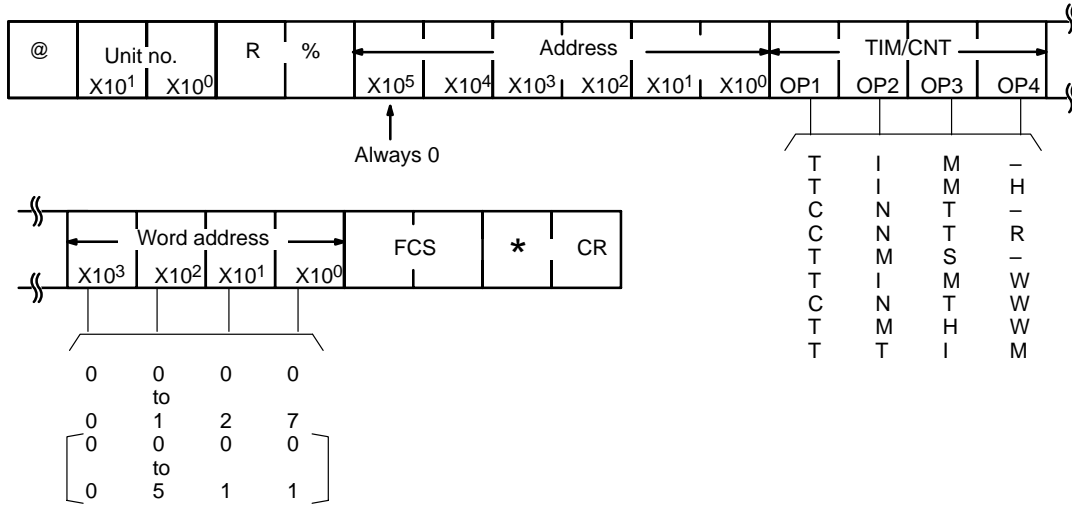 @ Unit no. R % Address TIM/CNT
X10¹ X10⁰ X10⁵ X10⁴ X10³ X10² X10¹ X10⁰ OP1 OP2 OP3 OP4
Always 0
T I M –
T I M H
C N T –
C N T R
T M S –
T I M W
C N T W
T M H W
T T I M
Word address FCS * CR
X10³ X10² X10¹ X10⁰
0 0 0 0
to
0 1 2 7
0 0 0 0
to
0 5 1 1